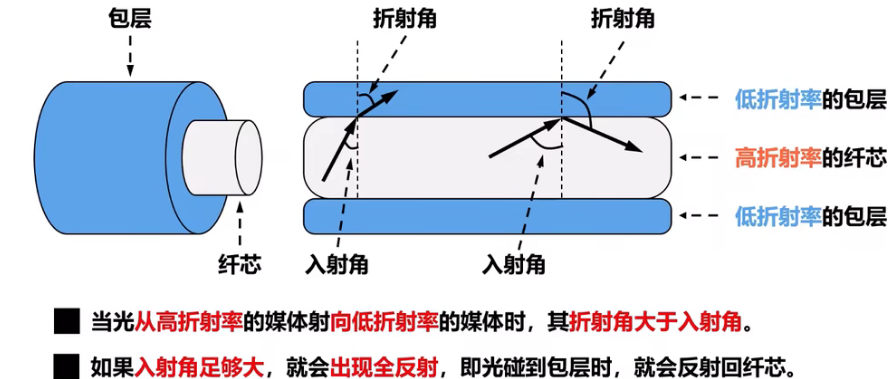 包层
折射角
折射角
低折射率的包层
高折射率的纤芯
低折射率的包层
纤芯
入射角
入射角
当光从高折射率的媒体射向低折射率的媒体时，其折射角大于入射角。
如果入射角足够大，就会出现全反射，即光碰到包层时，就会反射回纤芯。